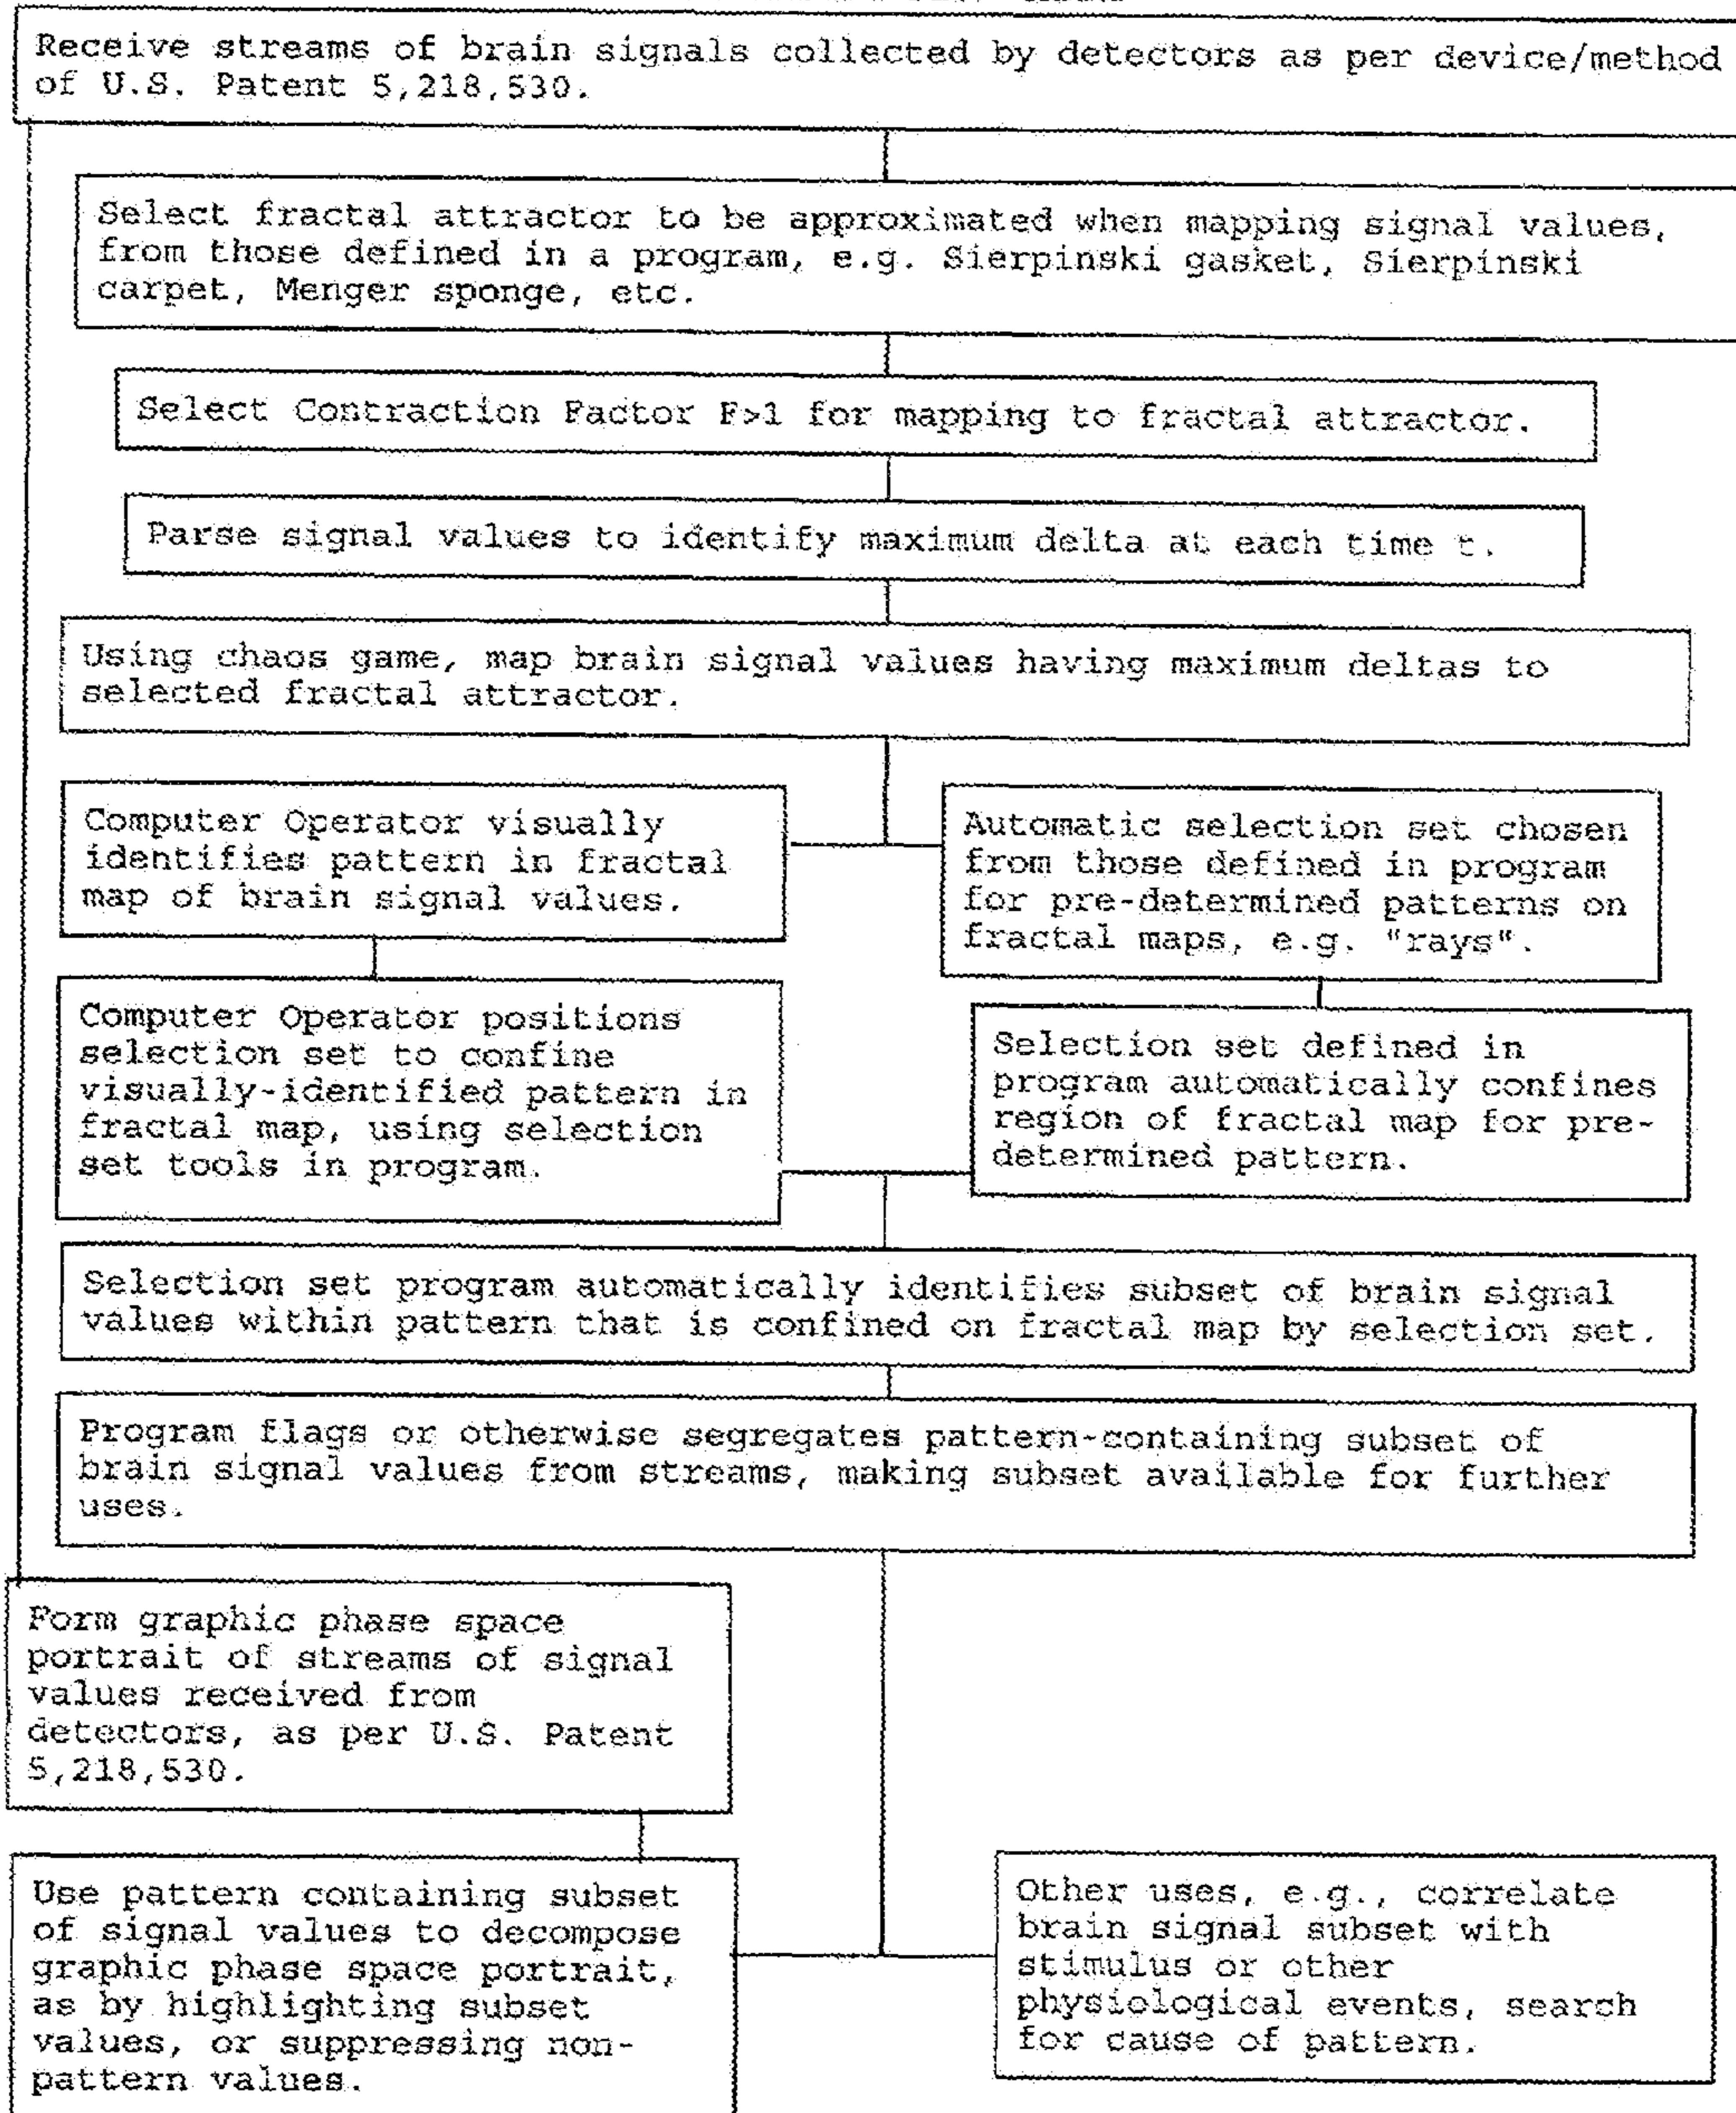 Receive streams of brain signals collected by detectors as per device/method
of U.S. Patent 5,218,530.
Select fractal attractor to be approximated when mapping signal values,
from those defined in a program, e.g. Sierpinski gasket, Sierpinski
carpet, Menger sponge, etc.
Select Contraction Factor F>1 for mapping to fractal attractor.
Parse signal values to identify maximum delta at each time t.
Using chaos game, map brain signal values having maximum deltas to
selected fractal attractor.
Computer Operator visually
identifies pattern in fractal
map of brain signal values.
Automatic selection set chosen
from those defined in program
for pre-determined patterns on
fractal maps, e.g. "rays".
Computer Operator positions
selection set to confine
visually-identified pattern in
fractal map, using selection
set tools in program.
Selection set defined in
program automatically confines
region of fractal map for pre-
determined pattern.
Selection set program automatically identifies subset of brain signal
values within pattern that is confined on fractal map by selection set.
Program flags or otherwise segregates pattern-containing subset of
brain signal values from streams, making subset available for further
uses.
Form graphic phase space
portrait of streams of signal
values received from
detectors, as per U.S. Patent
5,218,530.
Use pattern containing subset
of signal values to decompose
graphic phase space portrait,
as by highlighting subset
values, or suppressing non-
pattern values.
Other uses, e.g., correlate
brain signal subset with
stimulus or other
physiological events, search
for cause of pattern.